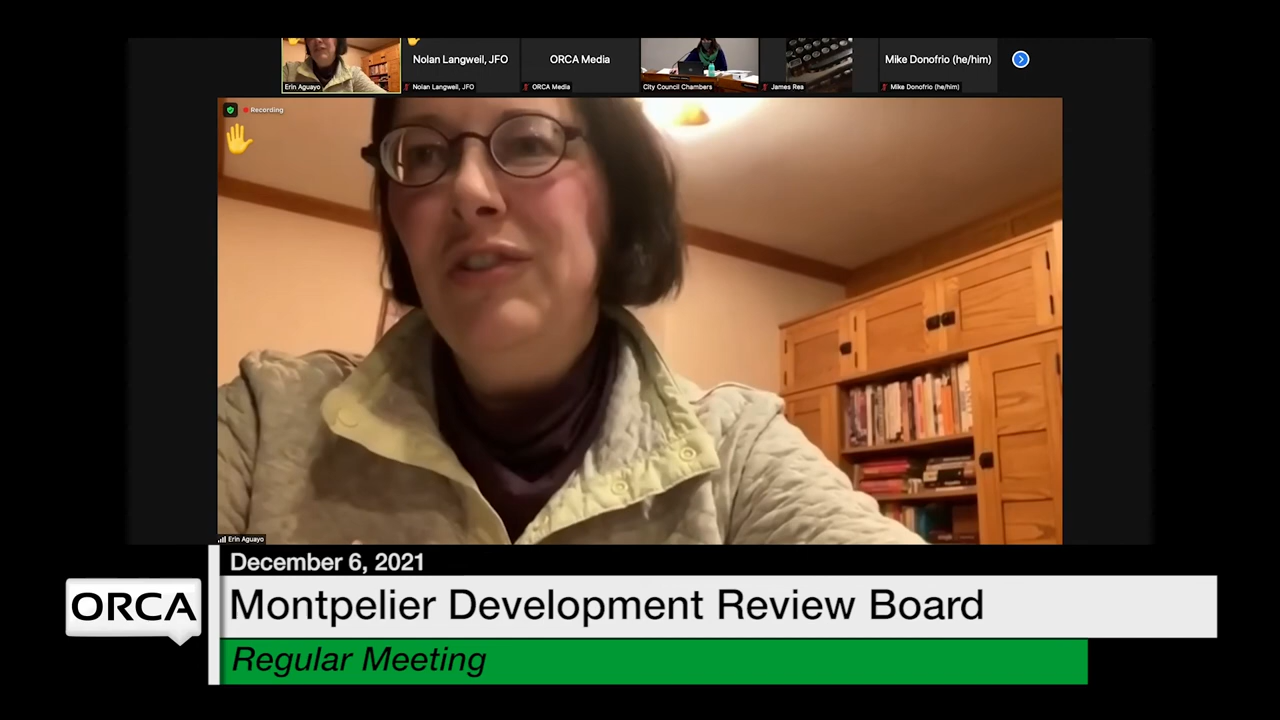 Nolan Langweil, JFO
ORCA Media
Mike Donofrio (he/him)
Erin Aguayo
Nolan Langweil, JFO
ORCA Media
City Council Chambers
James Rea
Mike Donofrio (he/him)
Recording
Erin Aguayo
December 6, 2021
ORCA
Montpelier Development Review Board
Regular Meeting